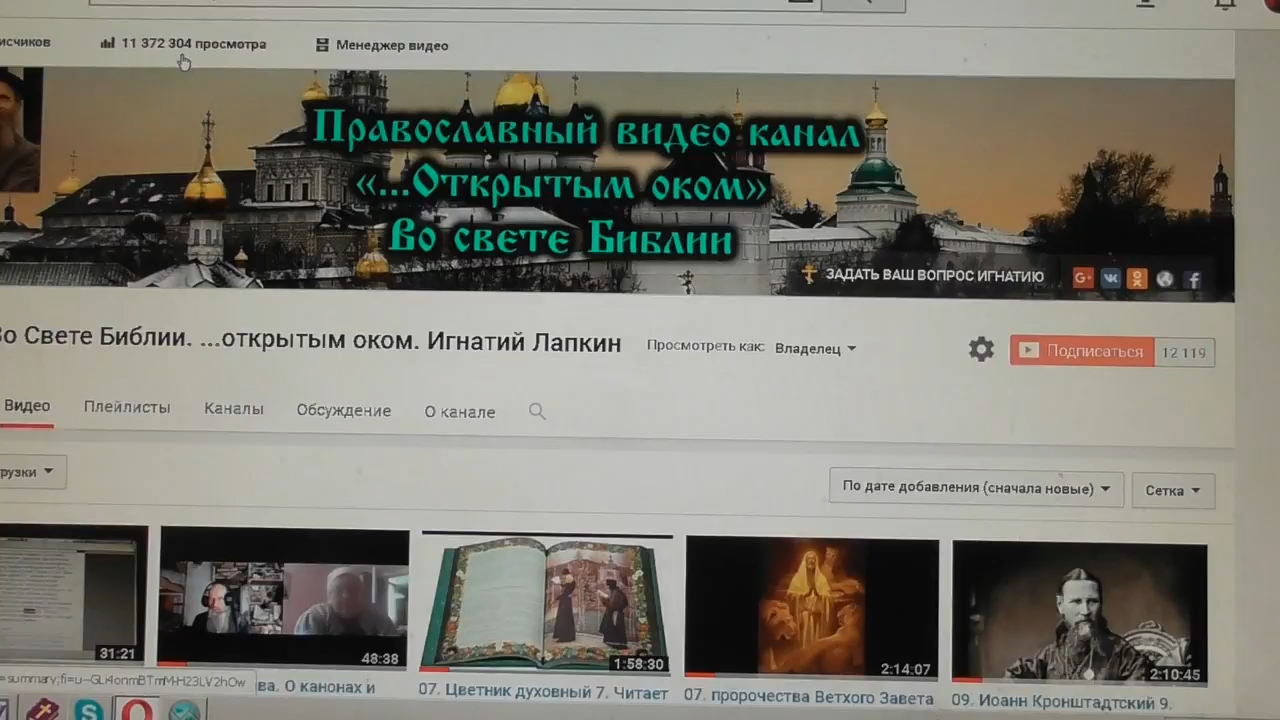 11 372 304 просмотра
Менеджер видео
Православный видео канал
«...Открытым оком»
Во свете Библии
ЗАДАТЬ ВАШ ВОПРОС ИГНАТИЮ
Во Свете Библии. ...открытым оком. Игнатий Лапкин
Просмотреть как: Владелец
Подписаться 12 119
Видео Плейлисты Каналы Обсуждение О канале
По дате добавления (сначала новые)
Сетка
31:21
48:38
1:58:30
2:14:07
2:10:45
ва. О канонах и
07. Цветник духовный 7. Читает
07. пророчества Ветхого Завета
09. Иоанн Кронштадтский 9.